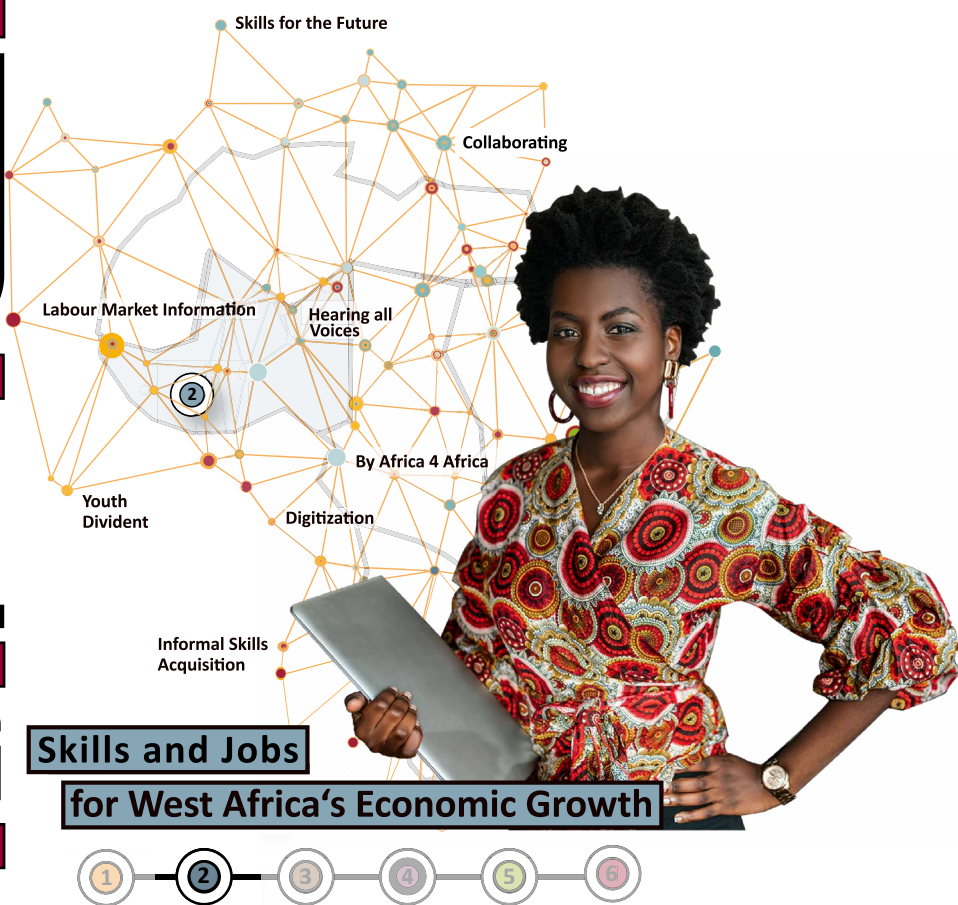 Skills for the Future
Collaborating
Labour Market Information
Hearing all
Voices
2
By Africa 4 Africa
Youth
Divident
Digitization
Informal Skills
Acquisition
Skills and Jobs
for West Africa‘s Economic Growth
1 2 3 4 5 6